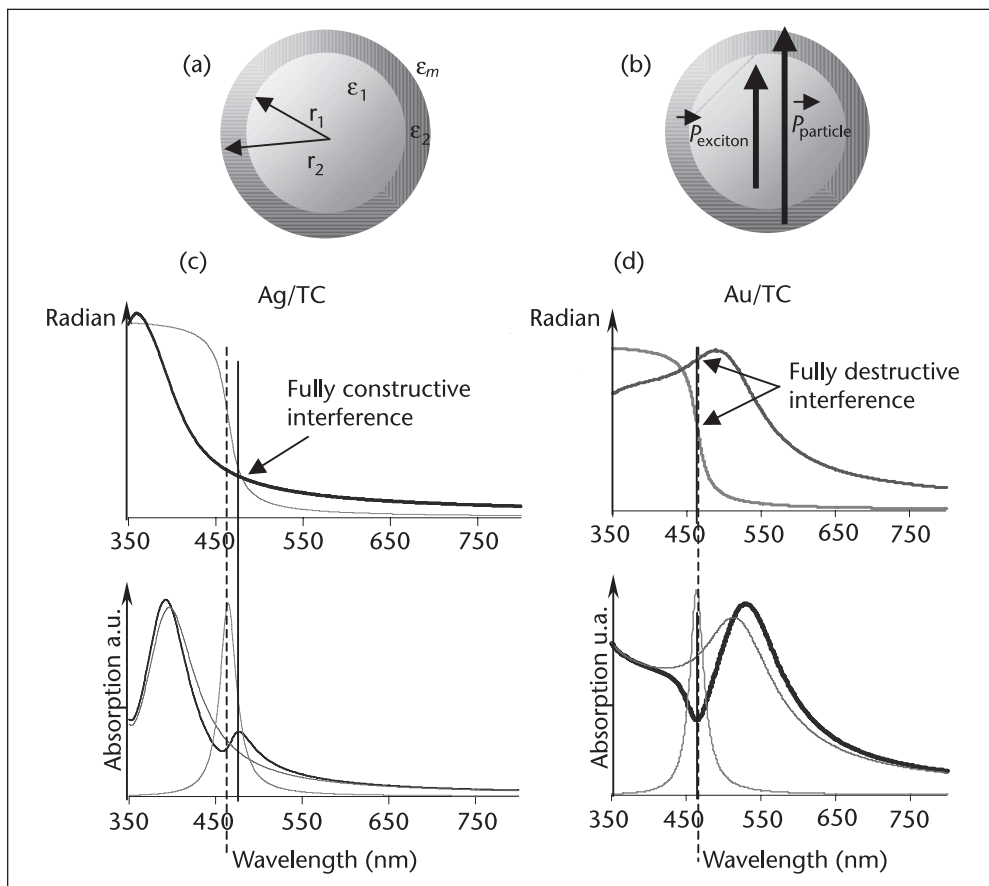 (a)
ε1
εm
r1
ε2
r2
(b)
Pexciton
Pparticle
(c)
Ag/TC
Radian
Fully constructive
interference
350 450 550 650 750
(d)
Au/TC
Radian
Fully destructive
interference
350 450 550 650 750
Absorption a.u.
350 450 550 650 750
Wavelength (nm)
Absorption u.a.
350 450 550 650 750
Wavelength (nm)